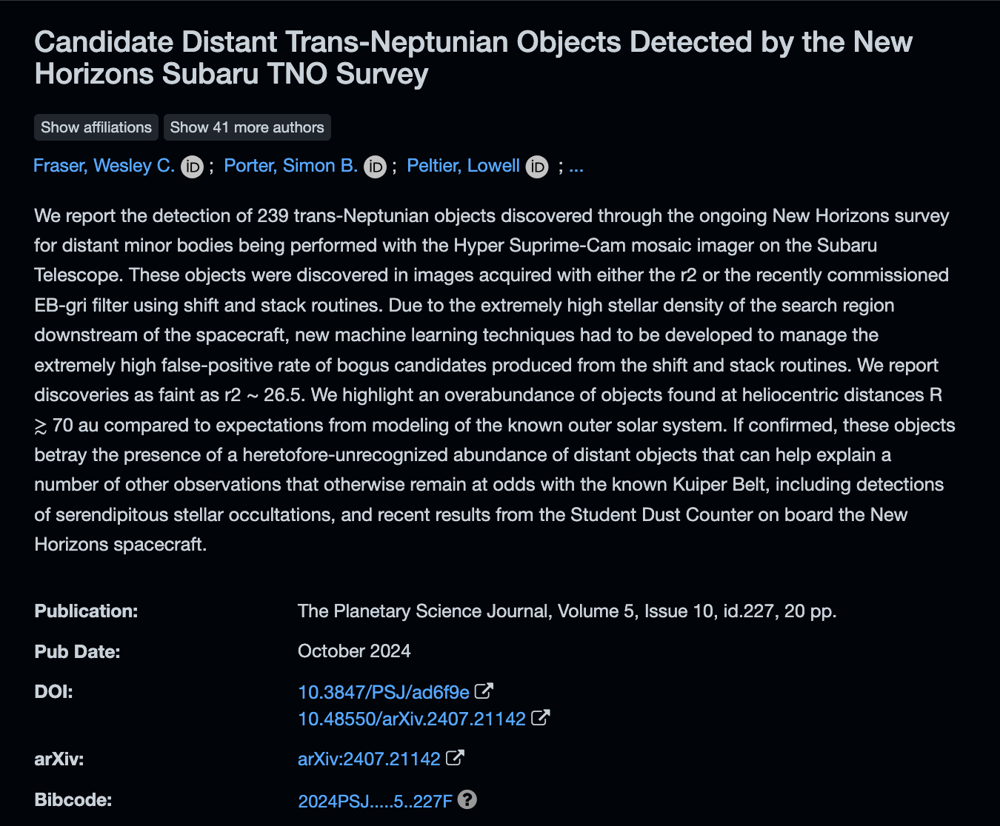 Candidate Distant Trans-Neptunian Objects Detected by the New
Horizons Subaru TNO Survey
Show affiliations Show 41 more authors
Fraser, Wesley C. iD ; Porter, Simon B. iD ; Peltier, Lowell iD ; ...
We report the detection of 239 trans-Neptunian objects discovered through the ongoing New Horizons survey
for distant minor bodies being performed with the Hyper Suprime-Cam mosaic imager on the Subaru
Telescope. These objects were discovered in images acquired with either the r2 or the recently commissioned
EB-gri filter using shift and stack routines. Due to the extremely high stellar density of the search region
downstream of the spacecraft, new machine learning techniques had to be developed to manage the
extremely high false-positive rate of bogus candidates produced from the shift and stack routines. We report
discoveries as faint as r2 ~ 26.5. We highlight an overabundance of objects found at heliocentric distances R
≳ 70 au compared to expectations from modeling of the known outer solar system. If confirmed, these objects
betray the presence of a heretofore-unrecognized abundance of distant objects that can help explain a
number of other observations that otherwise remain at odds with the known Kuiper Belt, including detections
of serendipitous stellar occultations, and recent results from the Student Dust Counter on board the New
Horizons spacecraft.
Publication: The Planetary Science Journal, Volume 5, Issue 10, id.227, 20 pp.
Pub Date: October 2024
DOI: 10.3847/PSJ/ad6f9e
10.48550/arXiv.2407.21142
arXiv: arXiv:2407.21142
Bibcode: 2024PSJ.....5..227F ?